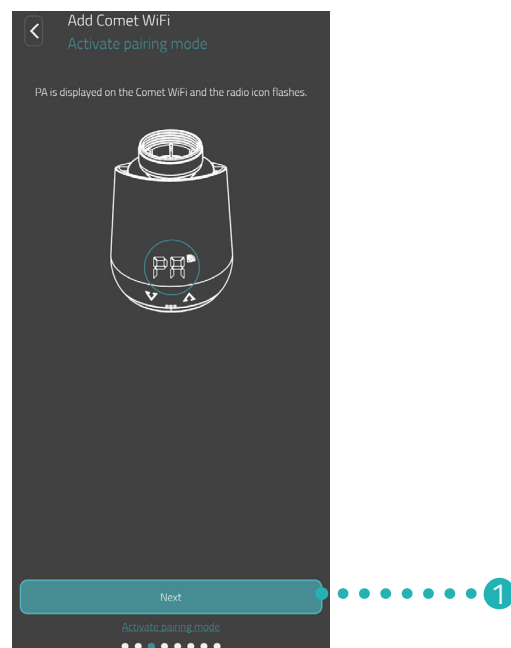 Add Comet WiFi
Activate pairing mode
PA is displayed on the Comet WiFi and the radio icon flashes.
PA
Next
1
Activate pairing mode